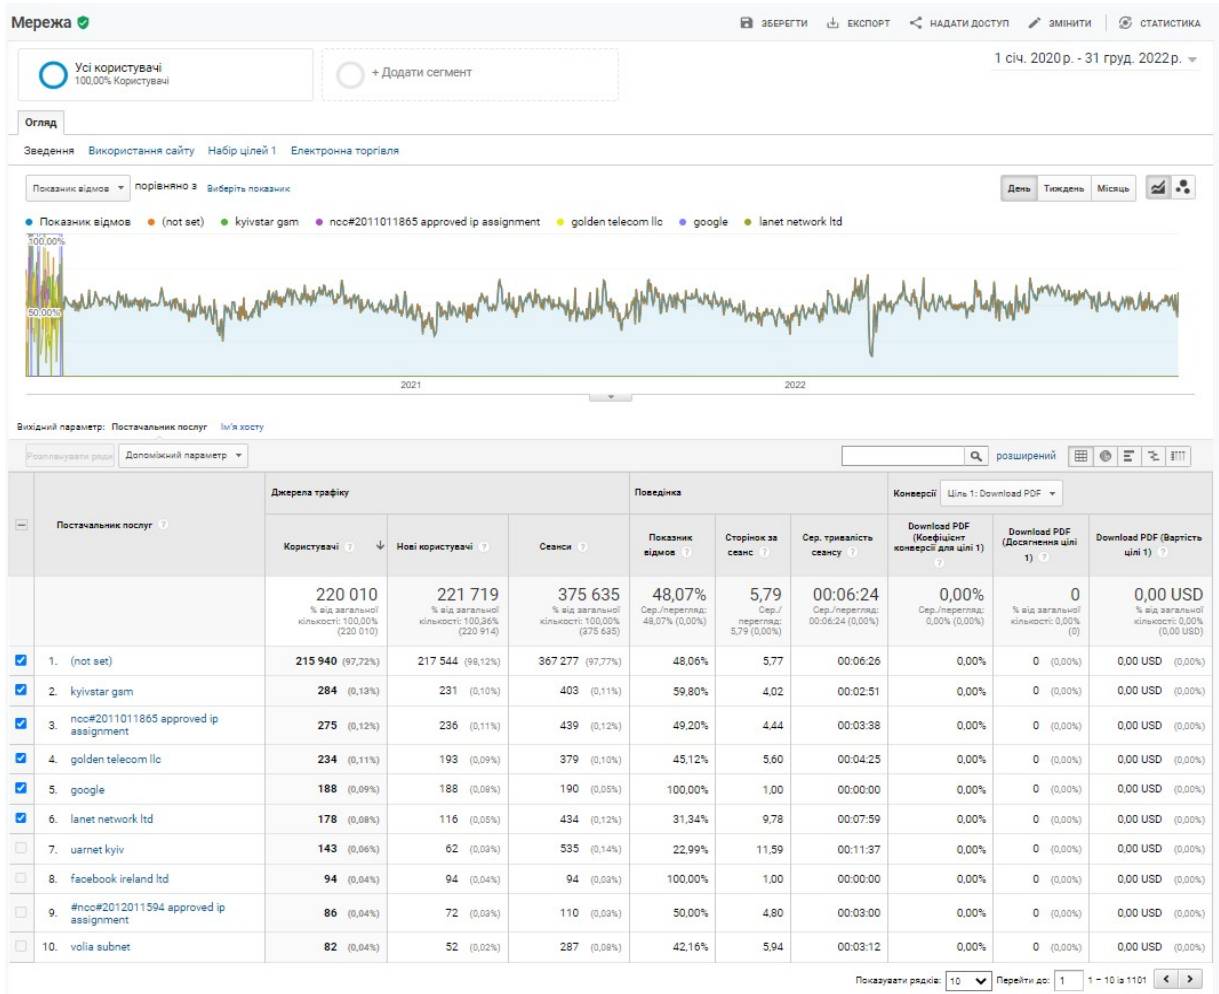 Мережа
ЗБЕРЕГТИ ЕКСПОРТ НАДАТИ ДОСТУП ЗМІНИТИ СТАТИСТИКА
Усі користувачі
100,00% Користувачі
+ Додати сегмент
1 січ. 2020 р. - 31 груд. 2022 р.
Огляд
Зведення Використання сайту Набір цілей 1 Електронна торгівля
Показник відмов порівняно з Виберіть показник
День Тиждень Місяць
Показник відмов (not set) kyivstar gsm ncc#2011011865 approved ip assignment golden telecom llc google lanet network ltd
100,00%
50,00%
2021 2022
Вихідний параметр: Постачальник послуг Ім'я хосту
Розпланувати ряди Допоміжний параметр розширений
Джерела трафіку Поведінка Конверсії Ціль 1: Download PDF
Постачальник послуг ?
Користувачі ? Нові користувачі ? Сеанси ? Показник відмов ? Сторінок за сеанс ? Сер. тривалість сеансу ? Download PDF (Коефіцієнт конверсії для цілі 1) ? Download PDF (Досягнення цілі 1) ? Download PDF (Вартість цілі 1) ?
220 010 221 719 375 635 48,07% 5,79 00:06:24 0,00% 0 0,00 USD
% від загальної кількості: 100,00% (220 010) % від загальної кількості: 100,36% (220 914) % від загальної кількості: 100,00% (375 635) Сер./перегляд: 48,07% (0,00%) Сер./перегляд: 5,79 (0,00%) Сер./перегляд: 00:06:24 (0,00%) Сер./перегляд: 0,00% (0,00%) % від загальної кількості: 0,00% (0) % від загальної кількості: 0,00% (0,00 USD)
1. (not set) 215 940 (97,72%) 217 544 (98,12%) 367 277 (97,77%) 48,06% 5,77 00:06:26 0,00% 0 (0,00%) 0,00 USD (0,00%)
2. kyivstar gsm 284 (0,13%) 231 (0,10%) 403 (0,11%) 59,80% 4,02 00:02:51 0,00% 0 (0,00%) 0,00 USD (0,00%)
3. ncc#2011011865 approved ip assignment 275 (0,12%) 236 (0,11%) 439 (0,12%) 49,20% 4,44 00:03:38 0,00% 0 (0,00%) 0,00 USD (0,00%)
4. golden telecom llc 234 (0,11%) 193 (0,09%) 379 (0,10%) 45,12% 5,60 00:04:25 0,00% 0 (0,00%) 0,00 USD (0,00%)
5. google 188 (0,09%) 188 (0,08%) 190 (0,05%) 100,00% 1,00 00:00:00 0,00% 0 (0,00%) 0,00 USD (0,00%)
6. lanet network ltd 178 (0,08%) 116 (0,05%) 434 (0,12%) 31,34% 9,78 00:07:59 0,00% 0 (0,00%) 0,00 USD (0,00%)
7. uarnet kyiv 143 (0,06%) 62 (0,03%) 535 (0,14%) 22,99% 11,59 00:11:37 0,00% 0 (0,00%) 0,00 USD (0,00%)
8. facebook ireland ltd 94 (0,04%) 94 (0,04%) 94 (0,03%) 100,00% 1,00 00:00:00 0,00% 0 (0,00%) 0,00 USD (0,00%)
9. #ncc#2012011594 approved ip assignment 86 (0,04%) 72 (0,03%) 110 (0,03%) 50,00% 4,80 00:03:00 0,00% 0 (0,00%) 0,00 USD (0,00%)
10. volia subnet 82 (0,04%) 52 (0,02%) 287 (0,08%) 42,16% 5,94 00:03:12 0,00% 0 (0,00%) 0,00 USD (0,00%)
Показувати рядків: 10 Перейти до: 1 1 – 10 із 1101